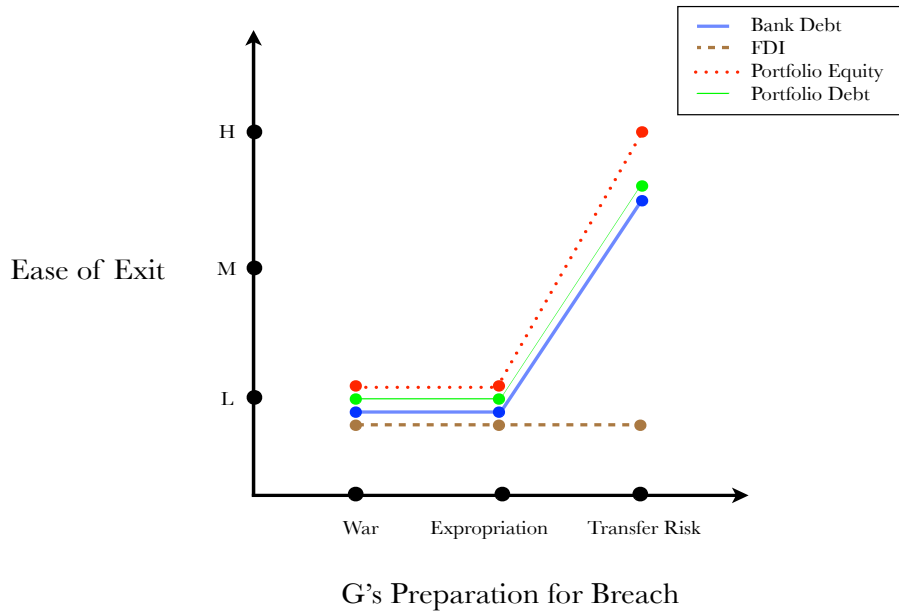 Bank Debt
FDI
Portfolio Equity
Portfolio Debt
H
Ease of Exit
M
L
War
Expropriation
Transfer Risk
G's Preparation for Breach